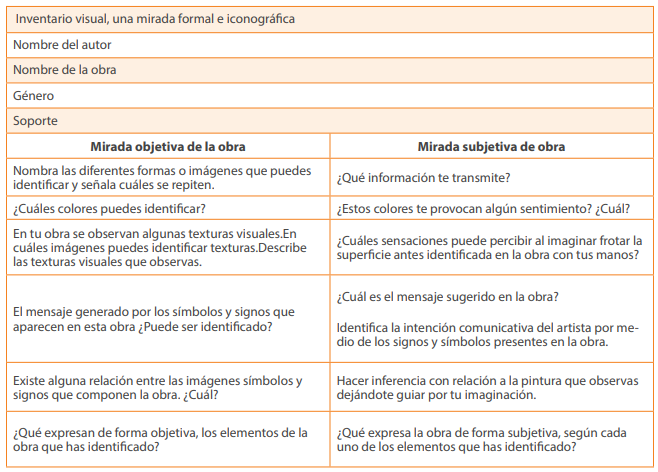 Inventario visual, una mirada formal e iconográfica
Nombre del autor
Nombre de la obra
Género
Soporte
Mirada objetiva de la obra
Mirada subjetiva de obra
Nombra las diferentes formas o imágenes que puedes
identificar y señala cuáles se repiten.
¿Qué información te transmite?
¿Cuáles colores puedes identificar?
¿Estos colores te provocan algún sentimiento? ¿Cuál?
En tu obra se observan algunas texturas visuales.En
cuáles imágenes puedes identificar texturas.Describe
las texturas visuales que observas.
¿Cuáles sensaciones puede percibir al imaginar frotar la
superficie antes identificada en la obra con tus manos?
El mensaje generado por los símbolos y signos que
aparecen en esta obra ¿Puede ser identificado?
¿Cuál es el mensaje sugerido en la obra?
Identifica la intención comunicativa del artista por me-
dio de los signos y símbolos presentes en la obra.
Existe alguna relación entre las imágenes símbolos y
signos que componen la obra. ¿Cuál?
Hacer inferencia con relación a la pintura que observas
dejándote guiar por tu imaginación.
¿Qué expresan de forma objetiva, los elementos de la
obra que has identificado?
¿Qué expresa la obra de forma subjetiva, según cada
uno de los elementos que has identificado?